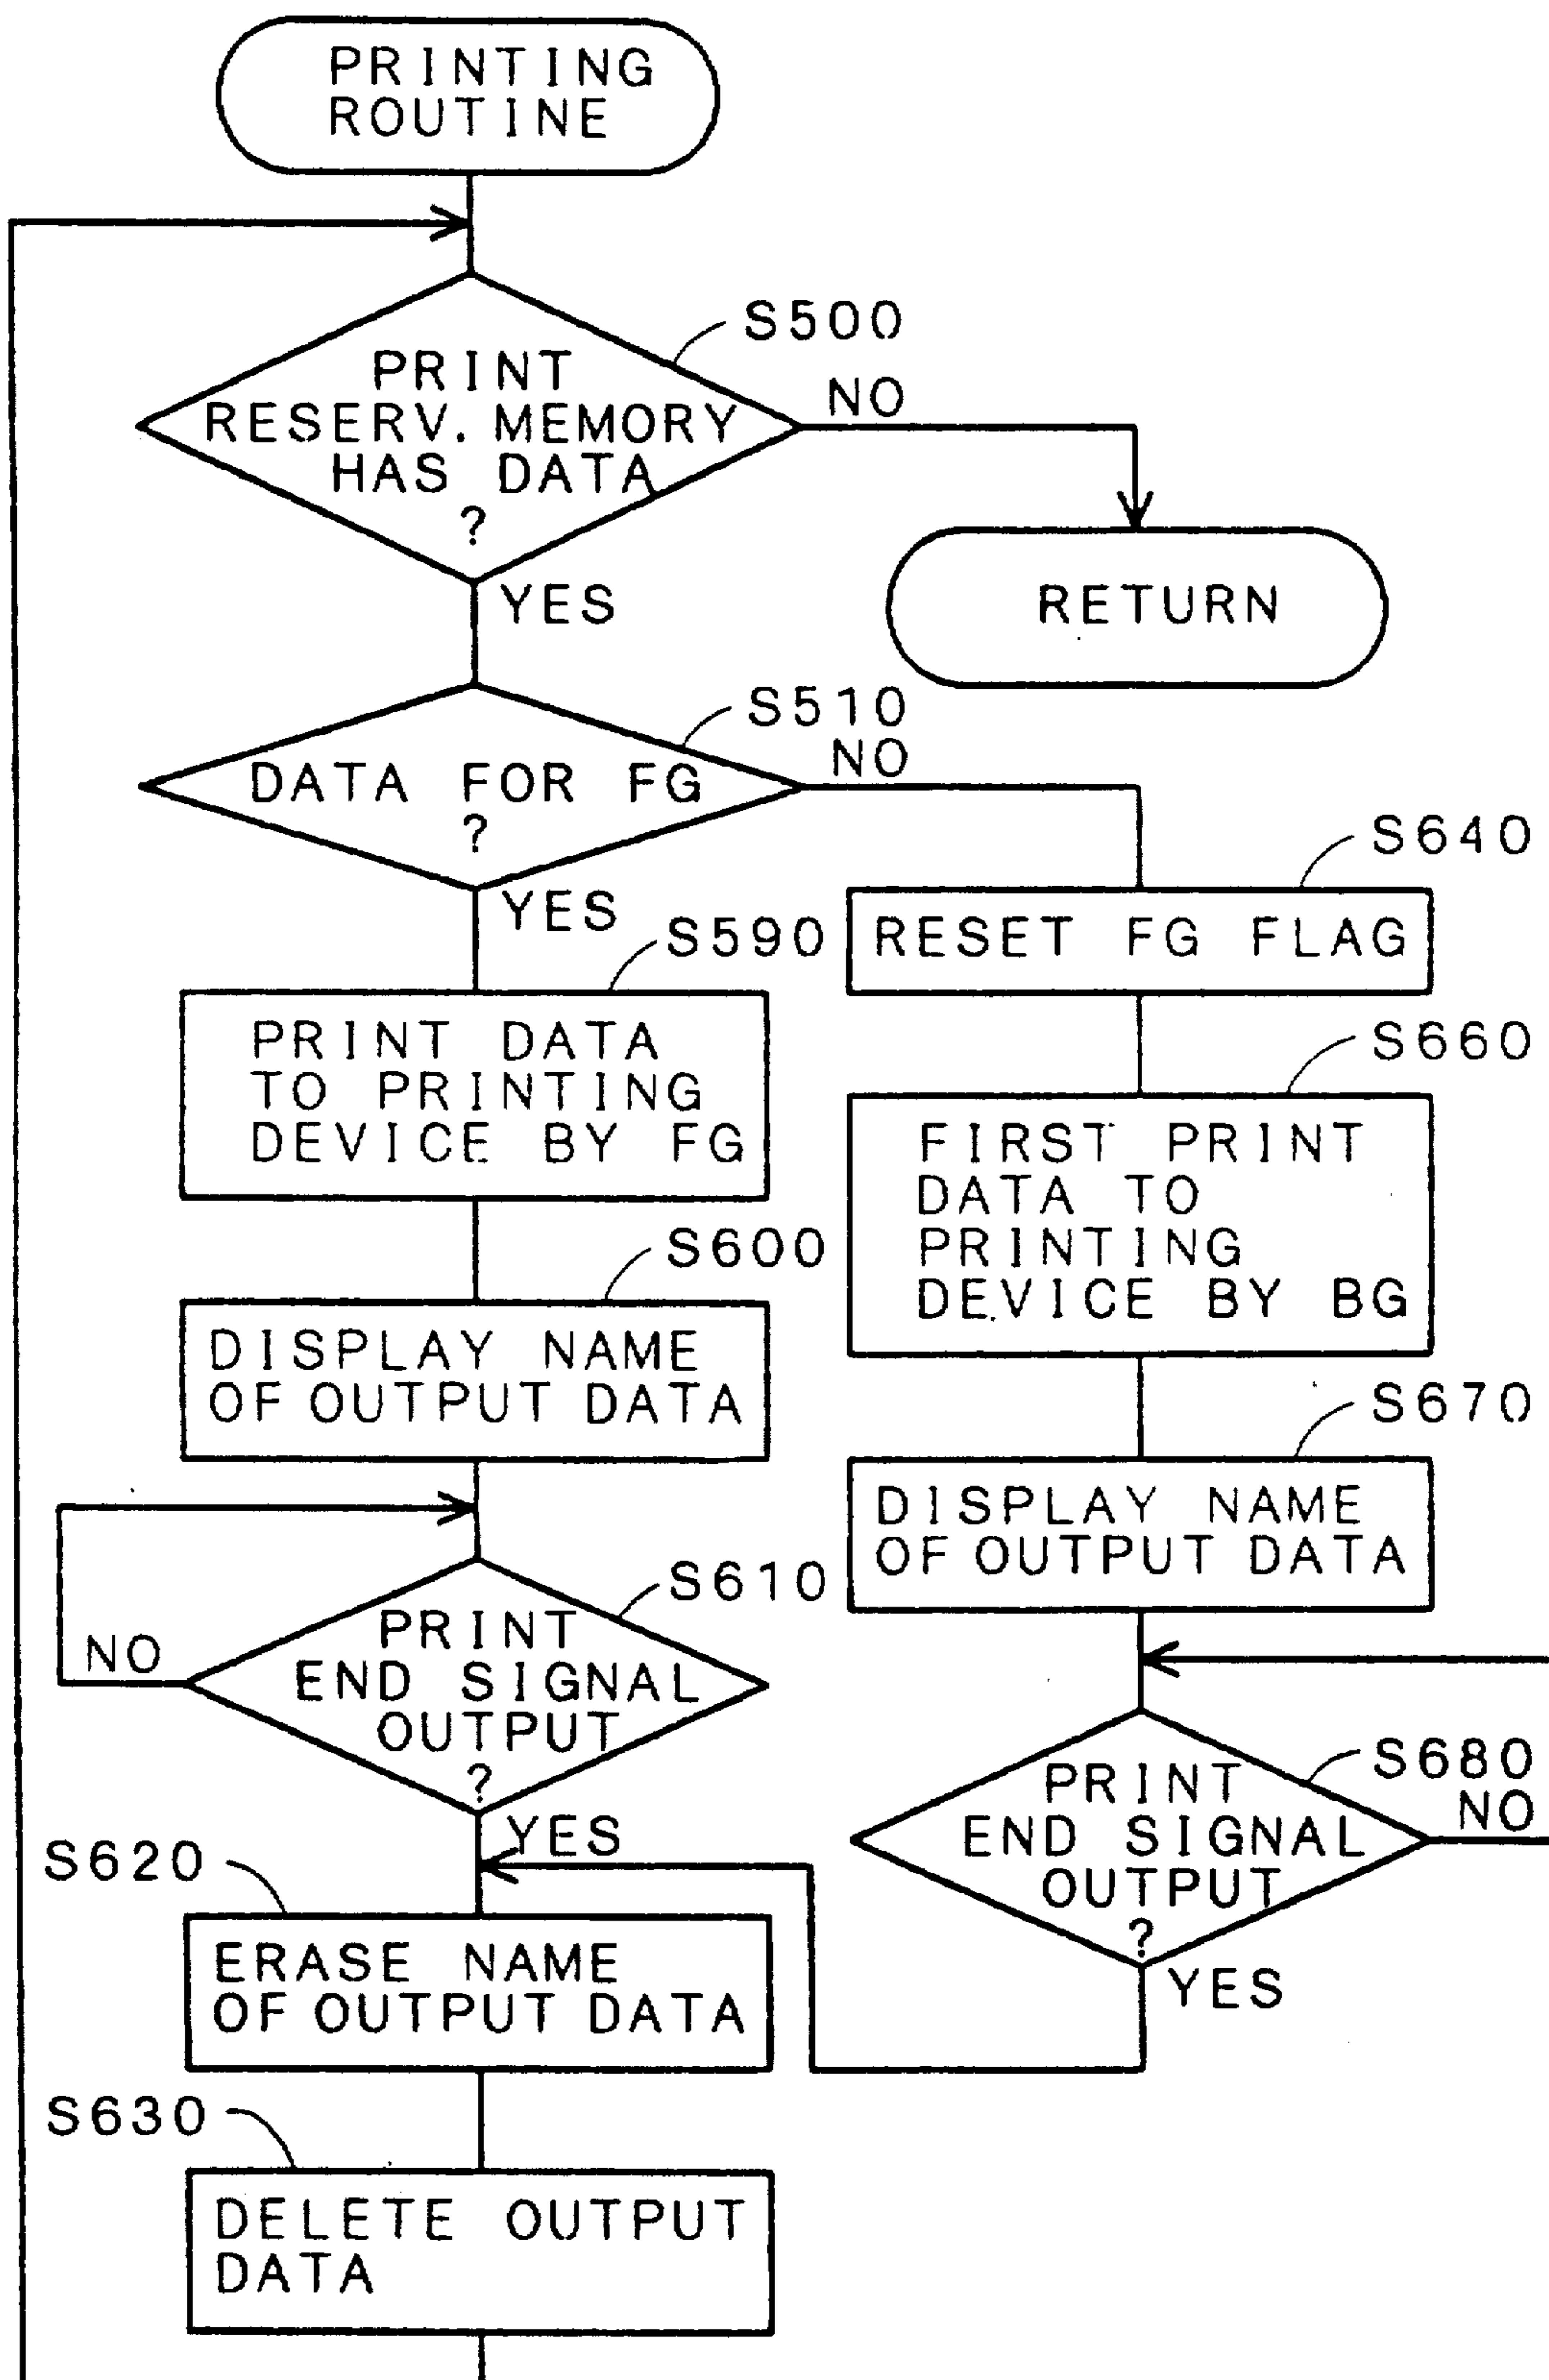 PRINTING
ROUTINE
S500
PRINT
RESERV. MEMORY
HAS DATA
?
NO
YES
RETURN
S510
NO
DATA FOR FG
?
YES
S640
RESET FG FLAG
S590
PRINT DATA
TO PRINTING
DEVICE BY FG
S660
FIRST PRINT
DATA TO
PRINTING
DEVICE BY BG
S600
DISPLAY NAME
OF OUTPUT DATA
S670
DISPLAY NAME
OF OUTPUT DATA
S610
PRINT
END SIGNAL
OUTPUT
?
NO
YES
S680
PRINT
END SIGNAL
OUTPUT
?
NO
YES
S620
ERASE NAME
OF OUTPUT DATA
S630
DELETE OUTPUT
DATA